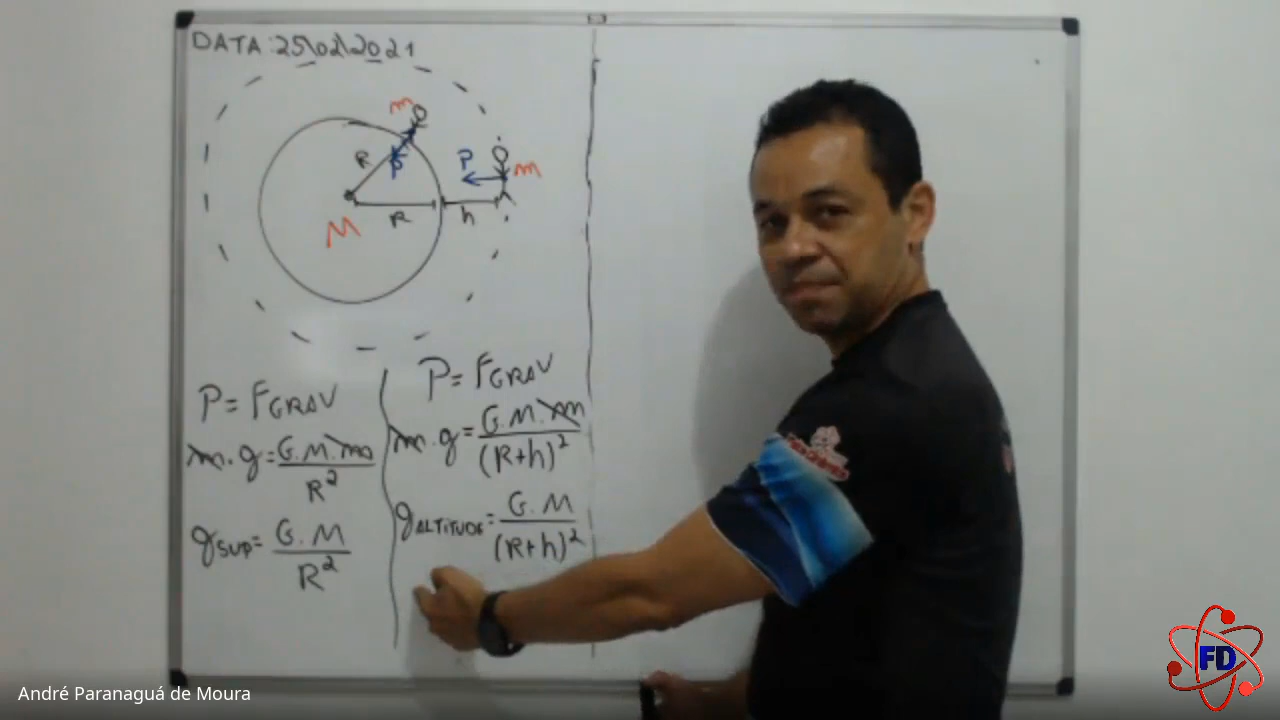 DATA: 25\02\2021
m
R
P
P
m
M
R
h
P = FGRAV
m.g = G.M.m
R²
gSUP = G.M
R²
P = FGRAV
m.g = G.M.m
(R+h)²
gALTITUDE = G.M
(R+h)²
FD
André Paranaguá de Moura